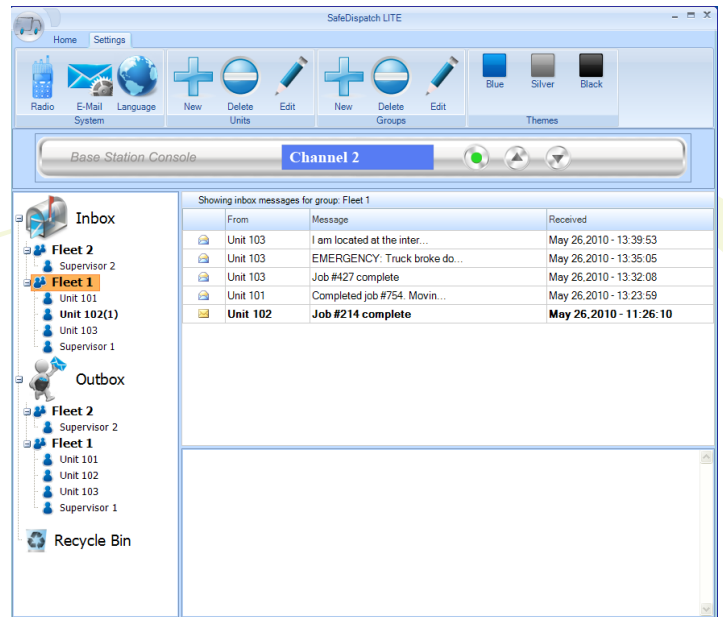 SafeDispatch LITE
Home Settings
Radio E-Mail Language New Delete Edit New Delete Edit Blue Silver Black
System Units Groups Themes
Base Station Console Channel 2
Showing inbox messages for group: Fleet 1
From Message Received
Unit 103 I am located at the inter... May 26,2010 - 13:39:53
Unit 103 EMERGENCY: Truck broke do... May 26,2010 - 13:35:05
Unit 103 Job #427 complete May 26,2010 - 13:32:08
Unit 101 Completed job #754. Movin... May 26,2010 - 13:23:59
Unit 102 Job #214 complete May 26,2010 - 11:26:10
Inbox
Fleet 2
Supervisor 2
Fleet 1
Unit 101
Unit 102(1)
Unit 103
Supervisor 1
Outbox
Fleet 2
Supervisor 2
Fleet 1
Unit 101
Unit 102
Unit 103
Supervisor 1
Recycle Bin